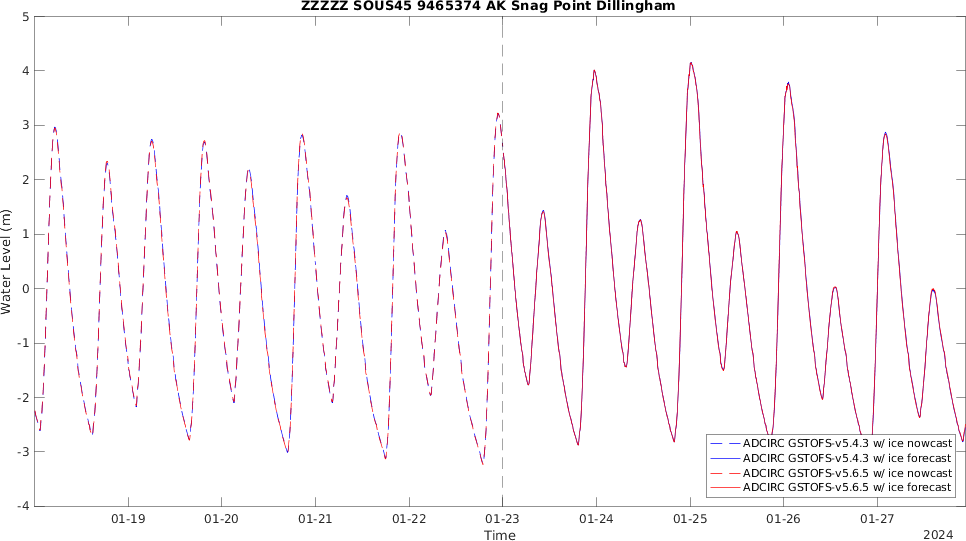 ZZZZZ SOUS45 9465374 AK Snag Point Dillingham
5
4
3
2
1
0
-1
-2
-3
-4
Water Level (m)
01-19 01-20 01-21 01-22 01-23 01-24 01-25 01-26 01-27
Time
2024
ADCIRC GSTOFS-v5.4.3 w/ ice nowcast
ADCIRC GSTOFS-v5.4.3 w/ ice forecast
ADCIRC GSTOFS-v5.6.5 w/ ice nowcast
ADCIRC GSTOFS-v5.6.5 w/ ice forecast